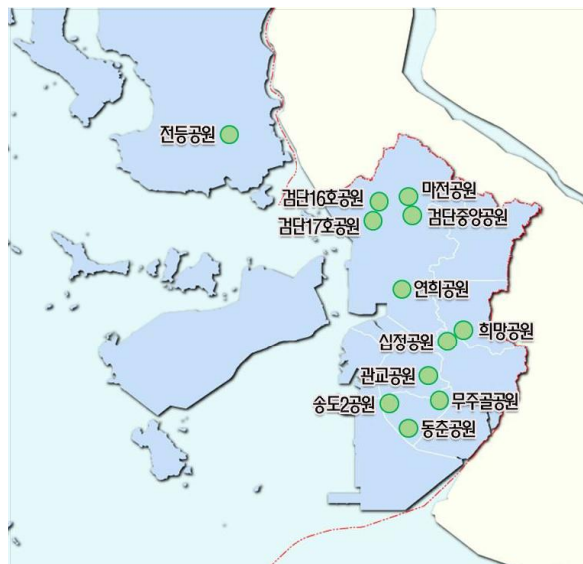 전등공원
마전공원
검단16호공원
검단중앙공원
검단17호공원
연희공원
희망공원
십정공원
관교공원
무주골공원
송도2공원
동춘공원